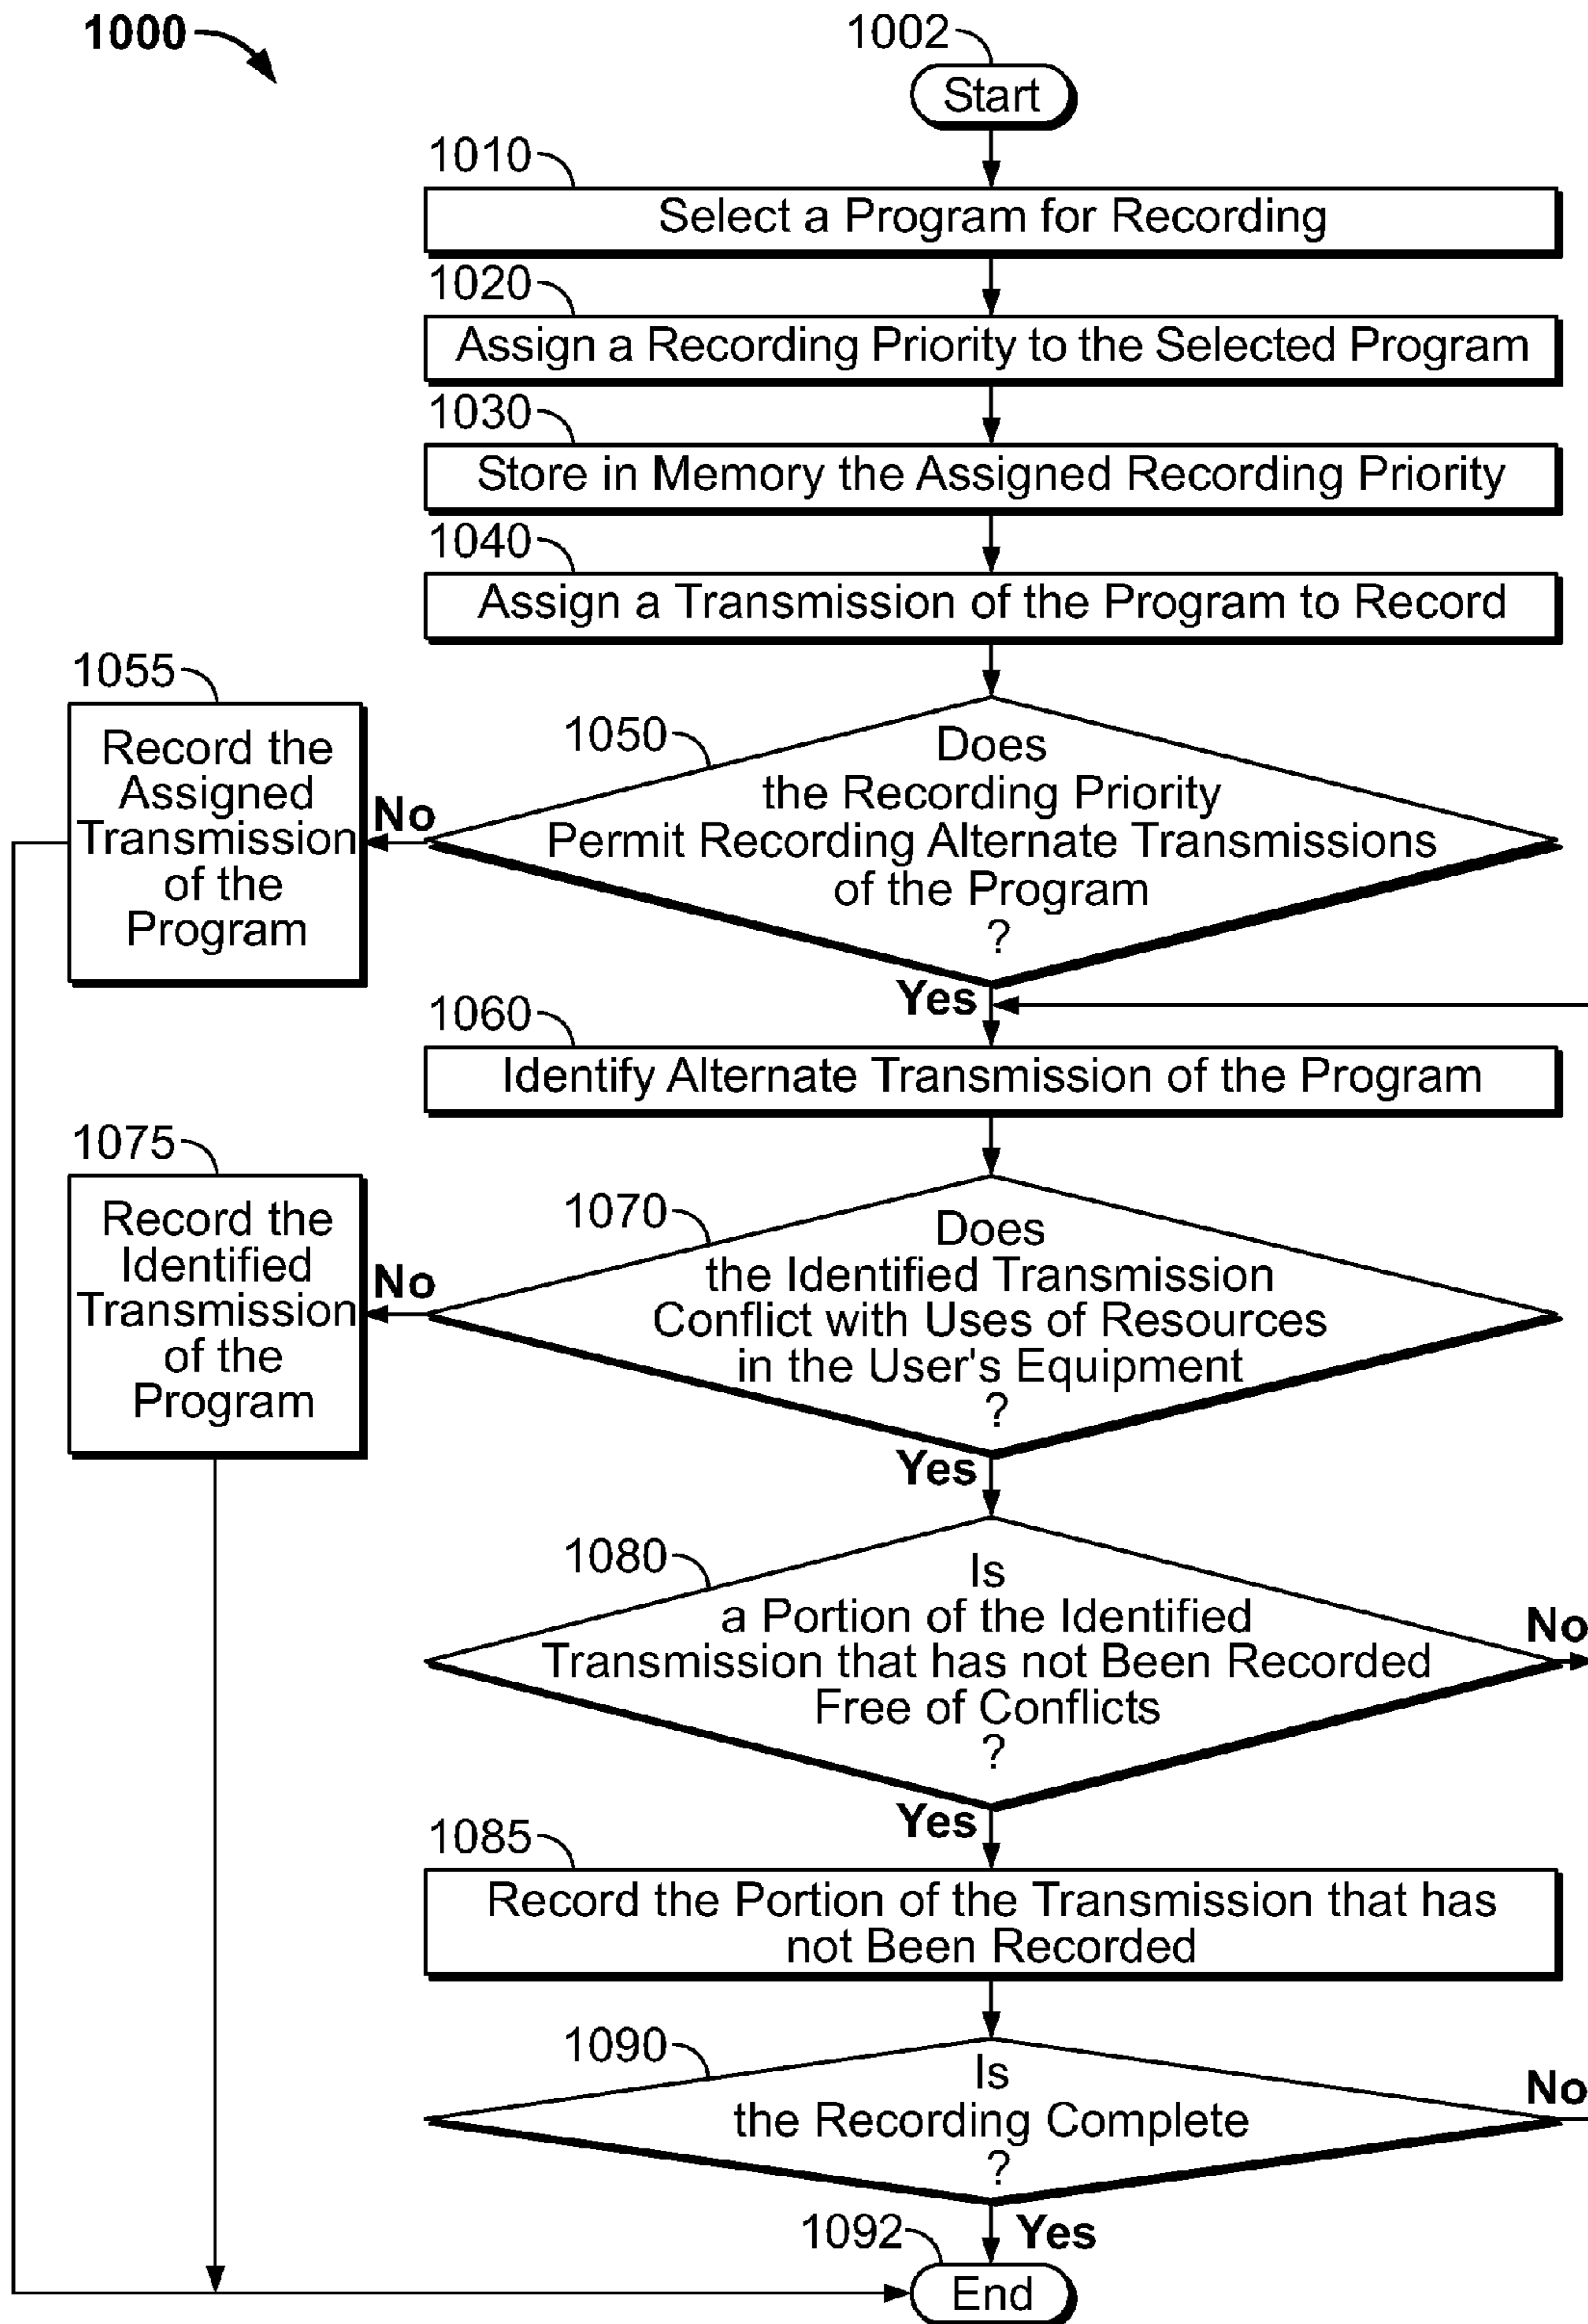 1000
1002
Start
1010
Select a Program for Recording
1020
Assign a Recording Priority to the Selected Program
1030
Store in Memory the Assigned Recording Priority
1040
Assign a Transmission of the Program to Record
1055
Record the
Assigned
Transmission
of the
Program
No
1050
Does
the Recording Priority
Permit Recording Alternate Transmissions
of the Program
?
Yes
1060
Identify Alternate Transmission of the Program
1075
Record the
Identified
Transmission
of the
Program
No
1070
Does
the Identified Transmission
Conflict with Uses of Resources
in the User's Equipment
?
Yes
1080
Is
a Portion of the Identified
Transmission that has not Been Recorded
Free of Conflicts
?
No
Yes
1085
Record the Portion of the Transmission that has
not Been Recorded
1090
Is
the Recording Complete
?
No
Yes
1092
End